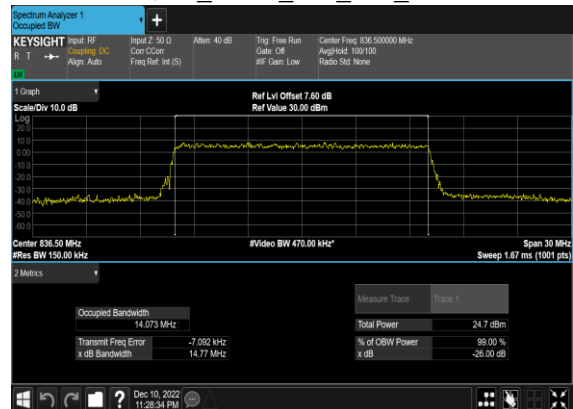 Spectrum Analyzer 1
Occupied BW
+
KEYSIGHT Input: RF Input Z: 50 Ω Atten: 40 dB Trig: Free Run Center Freq: 836.500000 MHz
R T Coupling: DC Corr CCorr Gate: Off Avg|Hold: 100/100
Align: Auto Freq Ref: Int (S) #IF Gain: Low Radio Std: None
1 Graph Ref Lvl Offset 7.60 dB
Scale/Div 10.0 dB Ref Value 30.00 dBm
Log
20.0
10.0
0.00
-10.0
-20.0
-30.0
-40.0
-50.0
-60.0
Center 836.50 MHz #Video BW 470.00 kHz* Span 30 MHz
#Res BW 150.00 kHz Sweep 1.67 ms (1001 pts)
2 Metrics
Measure Trace Trace 1
Occupied Bandwidth
14.073 MHz Total Power 24.7 dBm
Transmit Freq Error -7.092 kHz % of OBW Power 99.00 %
x dB Bandwidth 14.77 MHz x dB -26.00 dB
? Dec 10, 2022
11:28:34 PM